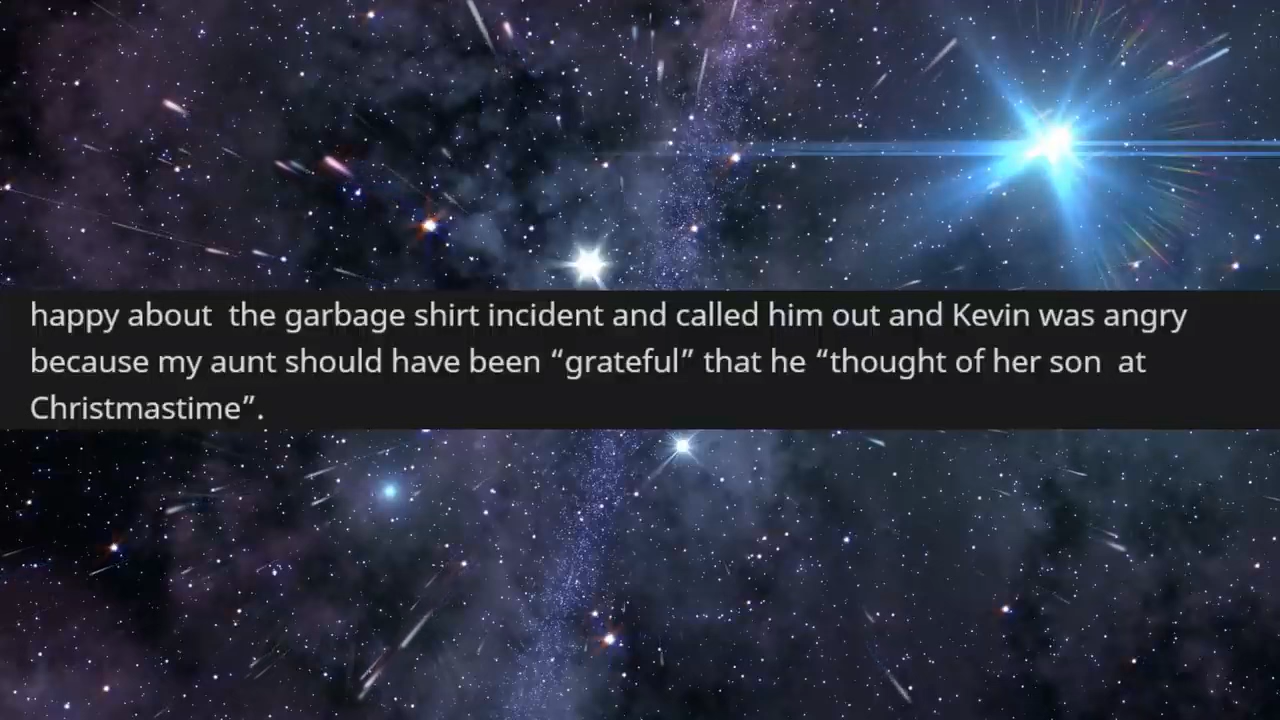 happy about  the garbage shirt incident and called him out and Kevin was angry
because my aunt should have been “grateful” that he “thought of her son  at
Christmastime”.